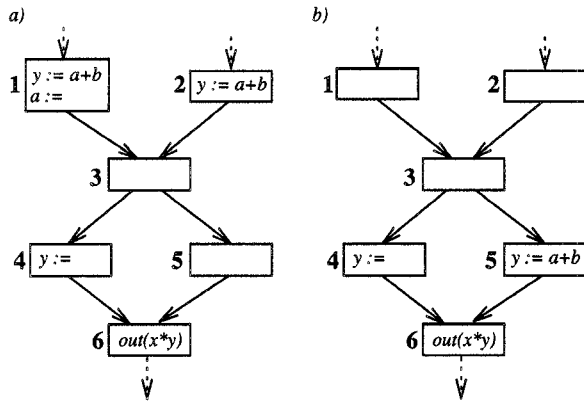 a)
1
y := a+b
a :=
2
y := a+b
3
4
y :=
5
6
out(x*y)
b)
1
2
3
4
y :=
5
y := a+b
6
out(x*y)